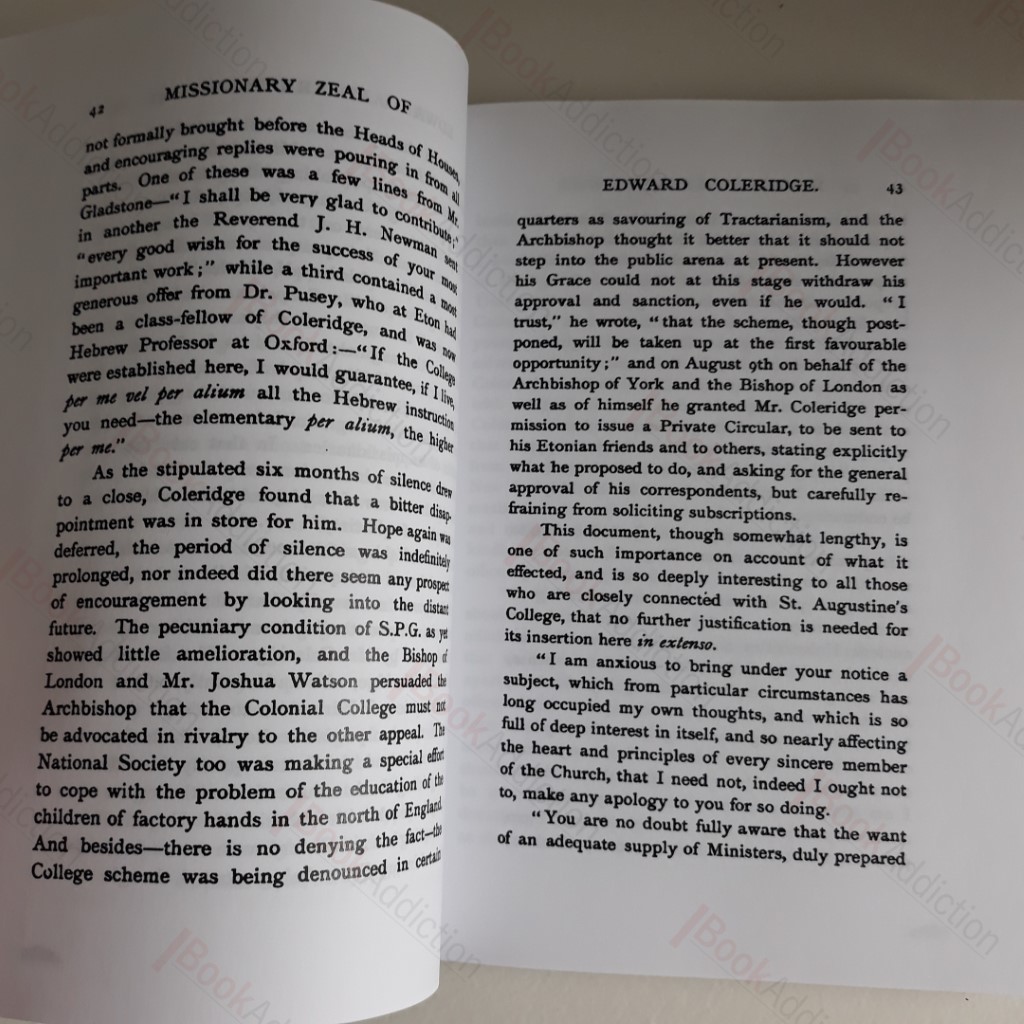 42 MISSIONARY ZEAL OF
not formally brought before the Heads of Houses,
and encouraging replies were pouring in from all
parts. One of these was a few lines from Mr.
Gladstone—“I shall be very glad to contribute;”
in another the Reverend J. H. Newman sent
“every good wish for the success of your most
important work;” while a third contained a most
generous offer from Dr. Pusey, who at Eton had
been a class-fellow of Coleridge, and was now
Hebrew Professor at Oxford:—“If the College
were established here, I would guarantee, if I live,
per me vel per alium all the Hebrew instruction
you need—the elementary per alium, the higher
per me.”
As the stipulated six months of silence drew
to a close, Coleridge found that a bitter disap-
pointment was in store for him. Hope again was
deferred, the period of silence was indefinitely
prolonged, nor indeed did there seem any prospect
of encouragement by looking into the distant
future. The pecuniary condition of S.P.G. as yet
showed little amelioration, and the Bishop of
London and Mr. Joshua Watson persuaded the
Archbishop that the Colonial College must not
be advocated in rivalry to the other appeal. The
National Society too was making a special effort
to cope with the problem of the education of the
children of factory hands in the north of England
And besides—there is no denying the fact—the
College scheme was being denounced in certain
EDWARD COLERIDGE. 43
quarters as savouring of Tractarianism, and the
Archbishop thought it better that it should not
step into the public arena at present. However
his Grace could not at this stage withdraw his
approval and sanction, even if he would. “I
trust,” he wrote, “that the scheme, though post-
poned, will be taken up at the first favourable
opportunity;” and on August 9th on behalf of the
Archbishop of York and the Bishop of London as
well as of himself he granted Mr. Coleridge per-
mission to issue a Private Circular, to be sent to
his Etonian friends and to others, stating explicitly
what he proposed to do, and asking for the general
approval of his correspondents, but carefully re-
fraining from soliciting subscriptions.
This document, though somewhat lengthy, is
one of such importance on account of what it
effected, and is so deeply interesting to all those
who are closely connected with St. Augustine's
College, that no further justification is needed for
its insertion here in extenso.
“I am anxious to bring under your notice a
subject, which from particular circumstances has
long occupied my own thoughts, and which is so
full of deep interest in itself, and so nearly affecting
the heart and principles of every sincere member
of the Church, that I need not, indeed I ought not
to, make any apology to you for so doing.
“You are no doubt fully aware that the want
of an adequate supply of Ministers, duly prepared
BookAddiction